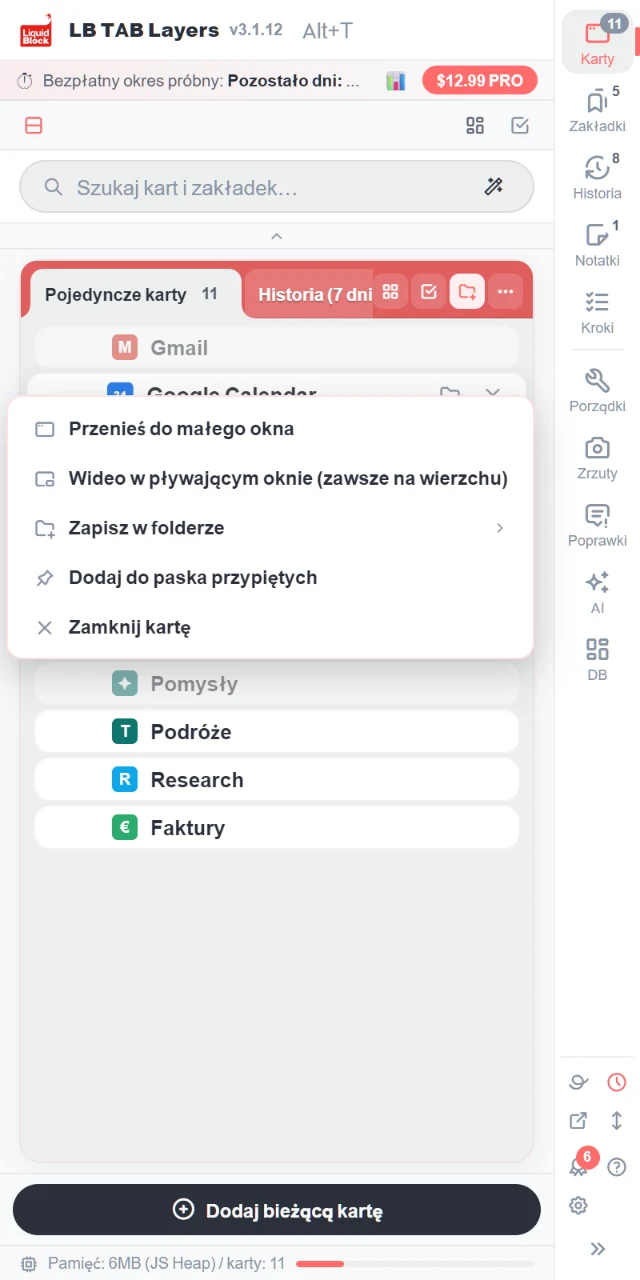 Liquid Block
LB TAB Layers v3.1.12 Alt+T
Bezpłatny okres próbny: Pozostało dni: ...
$12.99 PRO
Szukaj kart i zakładek...
Pojedyncze karty 11
Historia (7 dni
M Gmail
Google Calendar
Przenieś do małego okna
Wideo w pływającym oknie (zawsze na wierzchu)
Zapisz w folderze
Dodaj do paska przypiętych
Zamknij kartę
Pomysły
T Podróże
R Research
€ Faktury
Dodaj bieżącą kartę
Pamięć: 6MB (JS Heap) / karty: 11
11
Karty
5
Zakładki
8
Historia
1
Notatki
Kroki
Porządki
Zrzuty
Poprawki
AI
DB
6